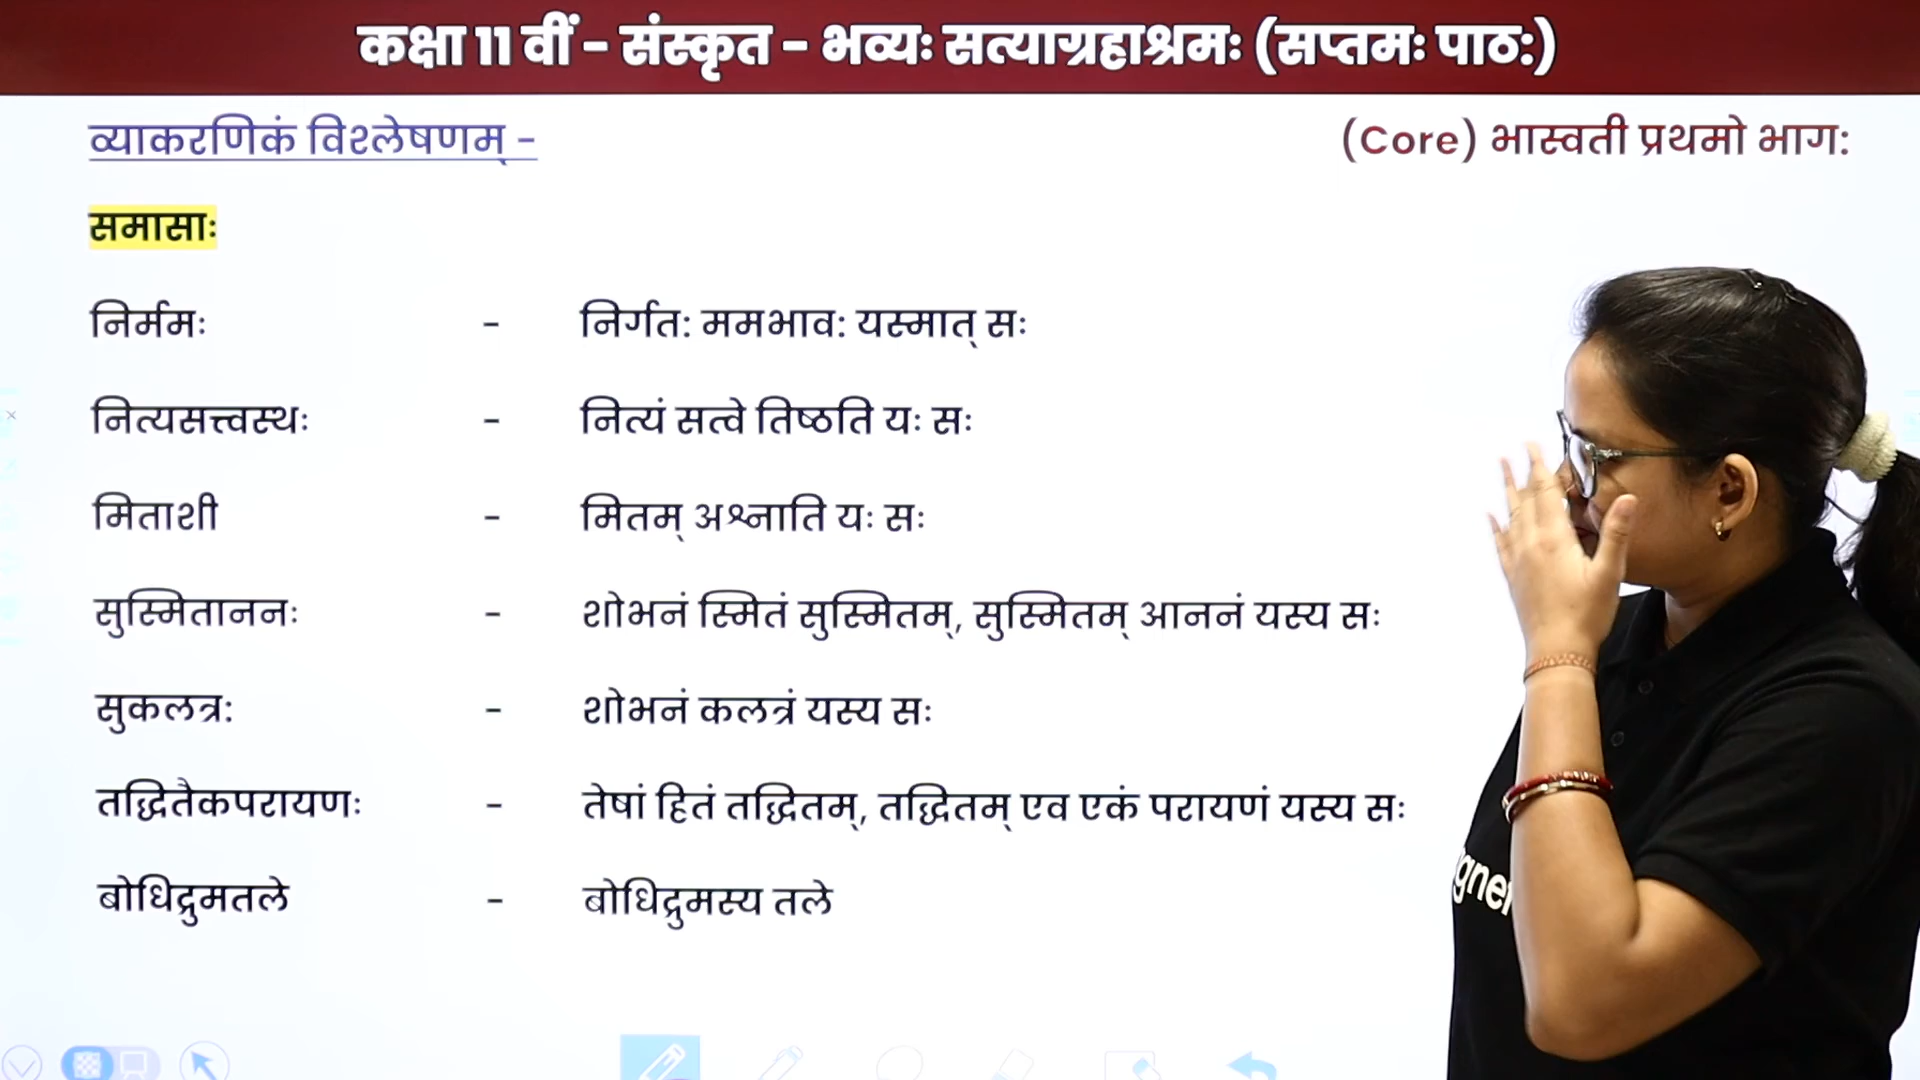 कक्षा 11 वीं - संस्कृत - भव्यः सत्याग्रहाश्रमः (सप्तमः पाठ:)
व्याकरणिकं विश्लेषणम् -
(Core) भास्वती प्रथमो भाग:
समासाः
निर्ममः - निर्गत: ममभाव: यस्मात् सः
नित्यसत्त्वस्थः - नित्यं सत्वे तिष्ठति यः सः
मिताशी - मितम् अश्नाति यः सः
सुस्मिताननः - शोभनं स्मितं सुस्मितम्, सुस्मितम् आननं यस्य सः
सुकलत्र: - शोभनं कलत्रं यस्य सः
तद्धितैकपरायणः - तेषां हितं तद्धितम्, तद्धितम् एव एकं परायणं यस्य सः
बोधिद्रुमतले - बोधिद्रुमस्य तले